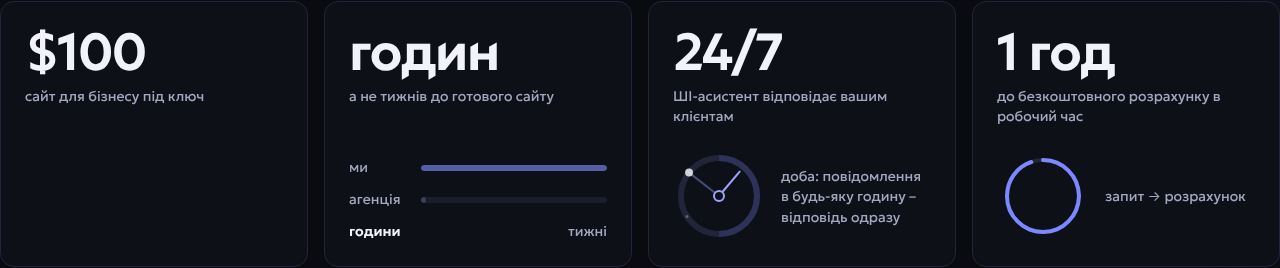 $100
сайт для бізнесу під ключ
годин
а не тижнів до готового сайту
ми
агенція
години тижні
24/7
ШІ-асистент відповідає вашим
клієнтам
доба: повідомлення
в будь-яку годину –
відповідь одразу
1 год
до безкоштовного розрахунку в
робочий час
запит → розрахунок